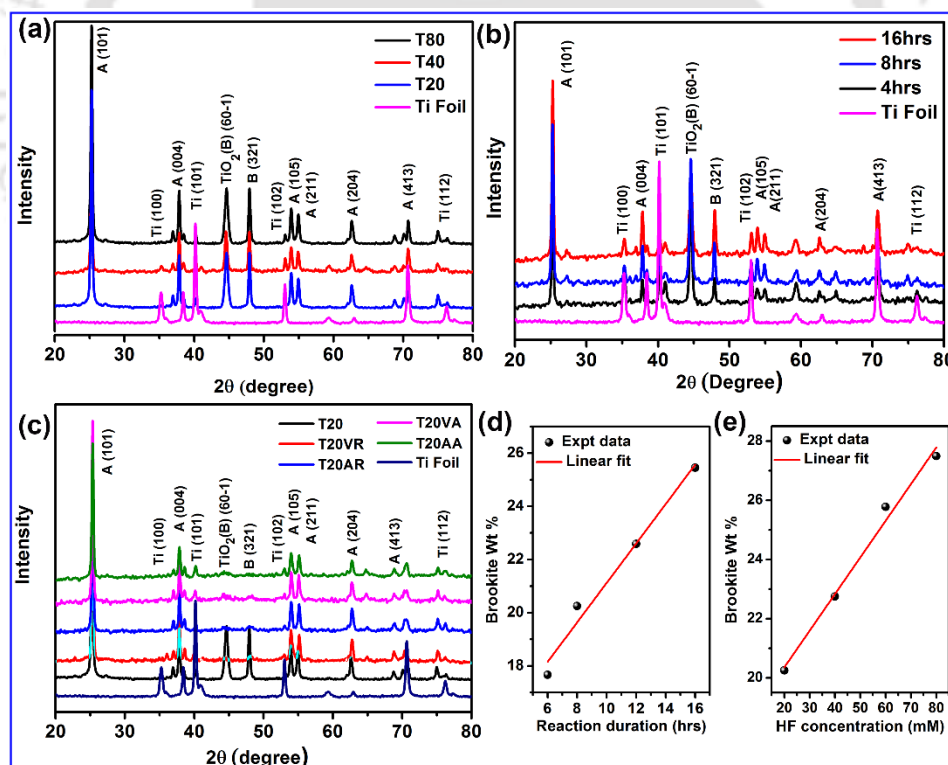 (a)
T80
T40
T20
Ti Foil
A (101)
Ti (100)
A (004)
Ti (101)
TiO2(B) (60-1)
B (321)
Ti (102)
A (105)
A (211)
A (204)
A (413)
Ti (112)
Intensity
20 30 40 50 60 70 80
2θ (degree)
(b)
16hrs
8hrs
4hrs
Ti Foil
A (101)
Ti (100)
A (004)
Ti (101)
TiO2(B) (60-1)
B (321)
Ti (102)
A(105)
A(211)
A(204)
A(413)
Ti (112)
Intensity
20 30 40 50 60 70 80
2θ (Degree)
(c)
T20
T20VR
T20AR
T20VA
T20AA
Ti Foil
A (101)
Ti (100)
A (004)
Ti (101)
TiO2(B) (60-1)
B (321)
Ti (102)
A (105)
A (211)
A (204)
A (413)
Ti (112)
Intensity
20 30 40 50 60 70 80
2θ (degree)
(d)
Expt data
Linear fit
Brookite Wt %
26
24
22
20
18
6 8 10 12 14 16
Reaction duration (hrs)
(e)
Expt data
Linear fit
Brookite Wt %
28
26
24
22
20
20 30 40 50 60 70 80
HF concentration (mM)